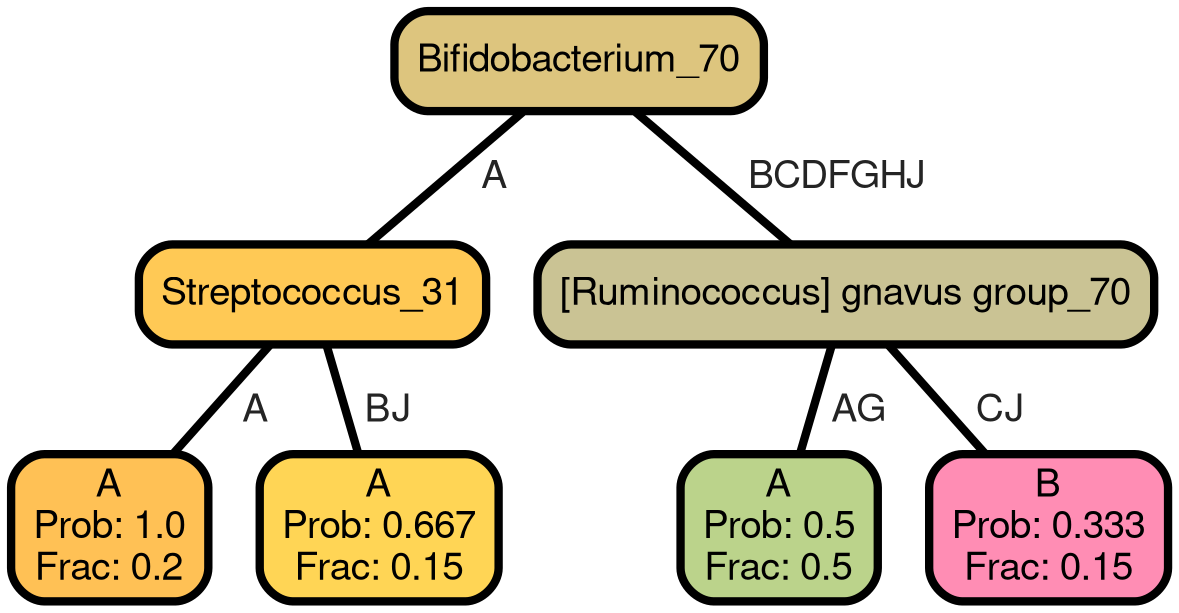 Bifidobacterium_70
A
BCDFGHJ
Streptococcus_31
[Ruminococcus] gnavus group_70
A
BJ
AG
CJ
A
Prob: 1.0
Frac: 0.2
A
Prob: 0.667
Frac: 0.15
A
Prob: 0.5
Frac: 0.5
B
Prob: 0.333
Frac: 0.15